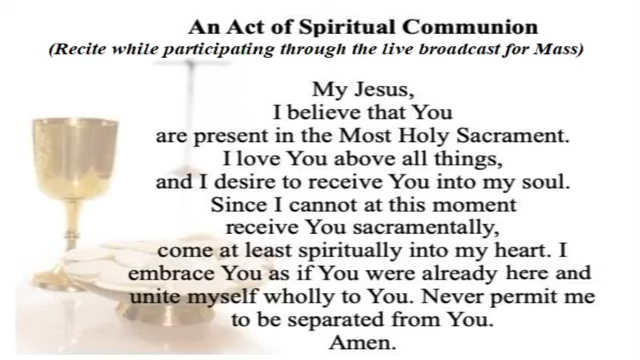 An Act of Spiritual Communion
(Recite while participating through the live broadcast for Mass)
My Jesus,
I believe that You
are present in the Most Holy Sacrament.
I love You above all things,
and I desire to receive You into my soul.
Since I cannot at this moment
receive You sacramentally,
come at least spiritually into my heart. I
embrace You as if You were already here and
unite myself wholly to You. Never permit me
to be separated from You.
Amen.